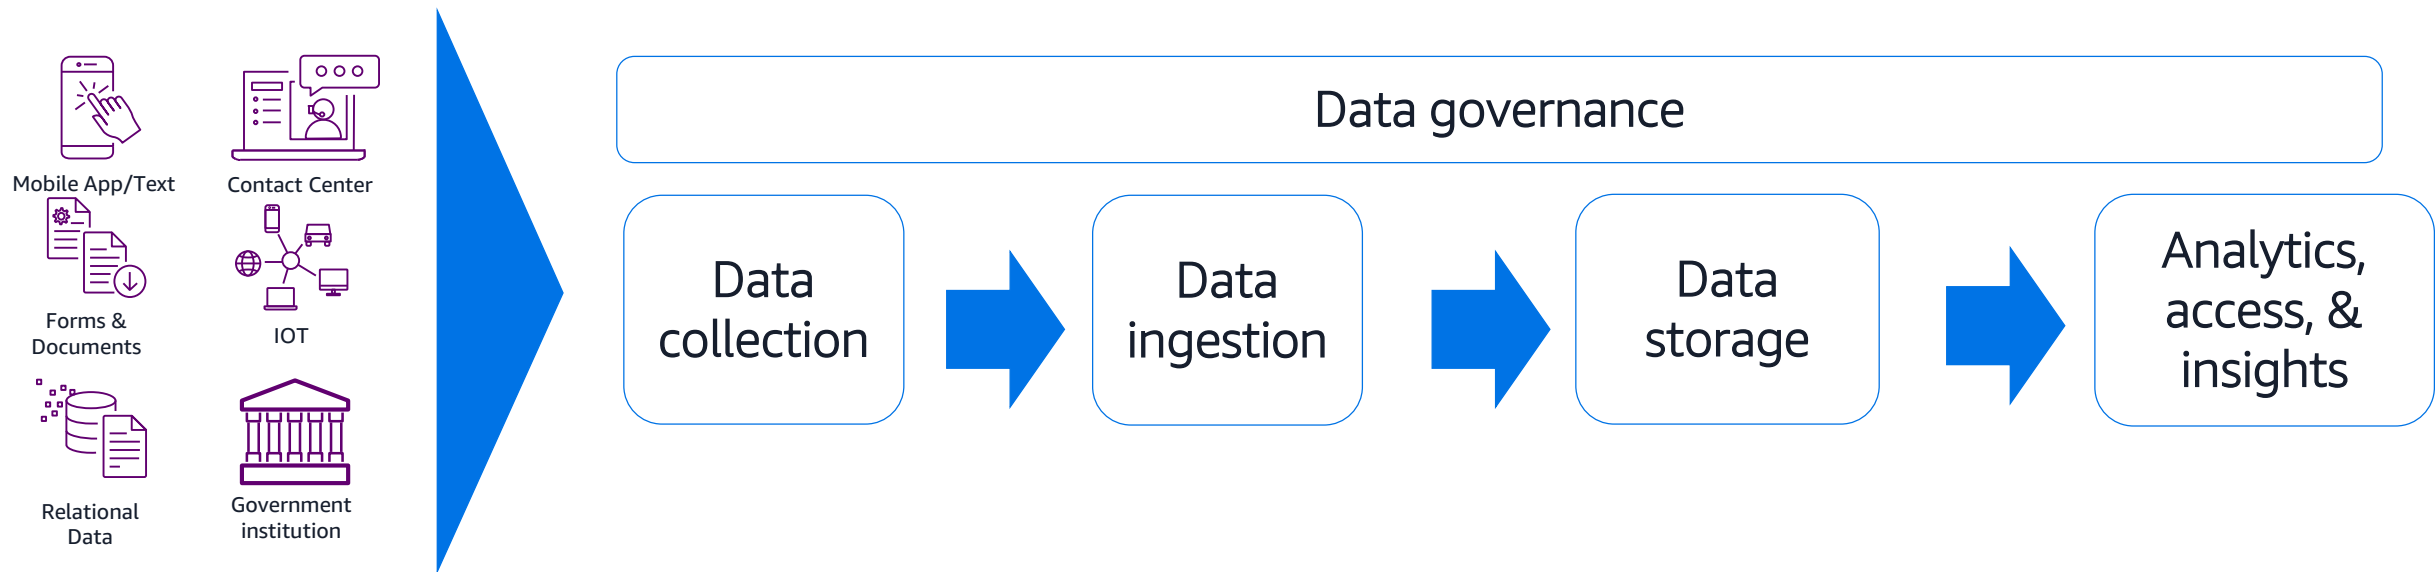 Mobile App/Text
Contact Center
Forms &
Documents
IOT
Relational
Data
Government
institution
Data governance
Data
collection
Data
ingestion
Data
storage
Analytics,
access, &
insights